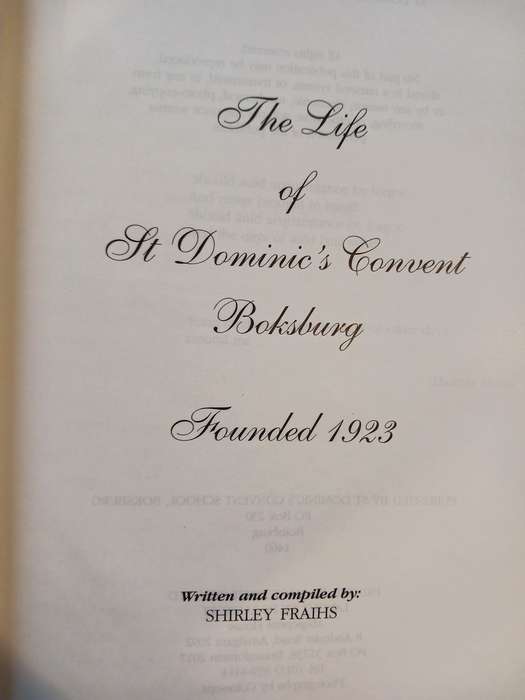 The Life
of
St Dominic's Convent
Boksburg
Founded 1923
Written and compiled by:
SHIRLEY FRAIHS